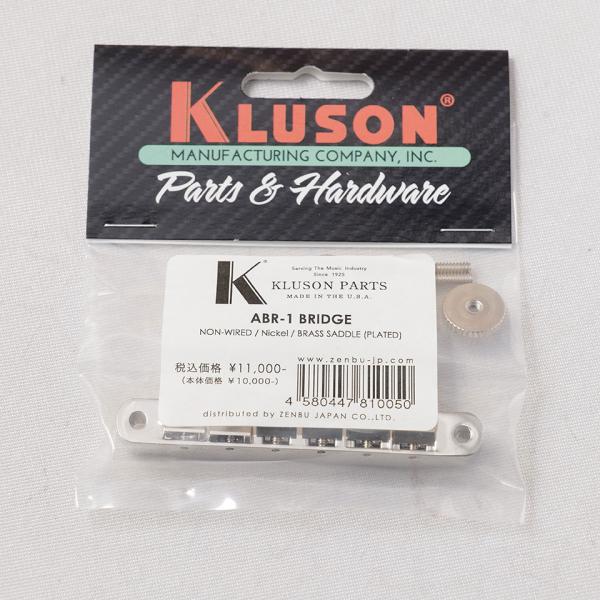 KLUSON®
MANUFACTURING COMPANY, INC.
Parts & Hardware
K® Serving The Music Industry
Since 1925
KLUSON PARTS
MADE IN THE U.S.A.
ABR-1 BRIDGE
NON-WIRED / Nickel / BRASS SADDLE (PLATED)
税込価格 ¥11,000-
(本体価格 ¥10,000-)
www.zenbu-jp.com
4 580447 810050
distributed by ZENBU JAPAN CO.,LTD.